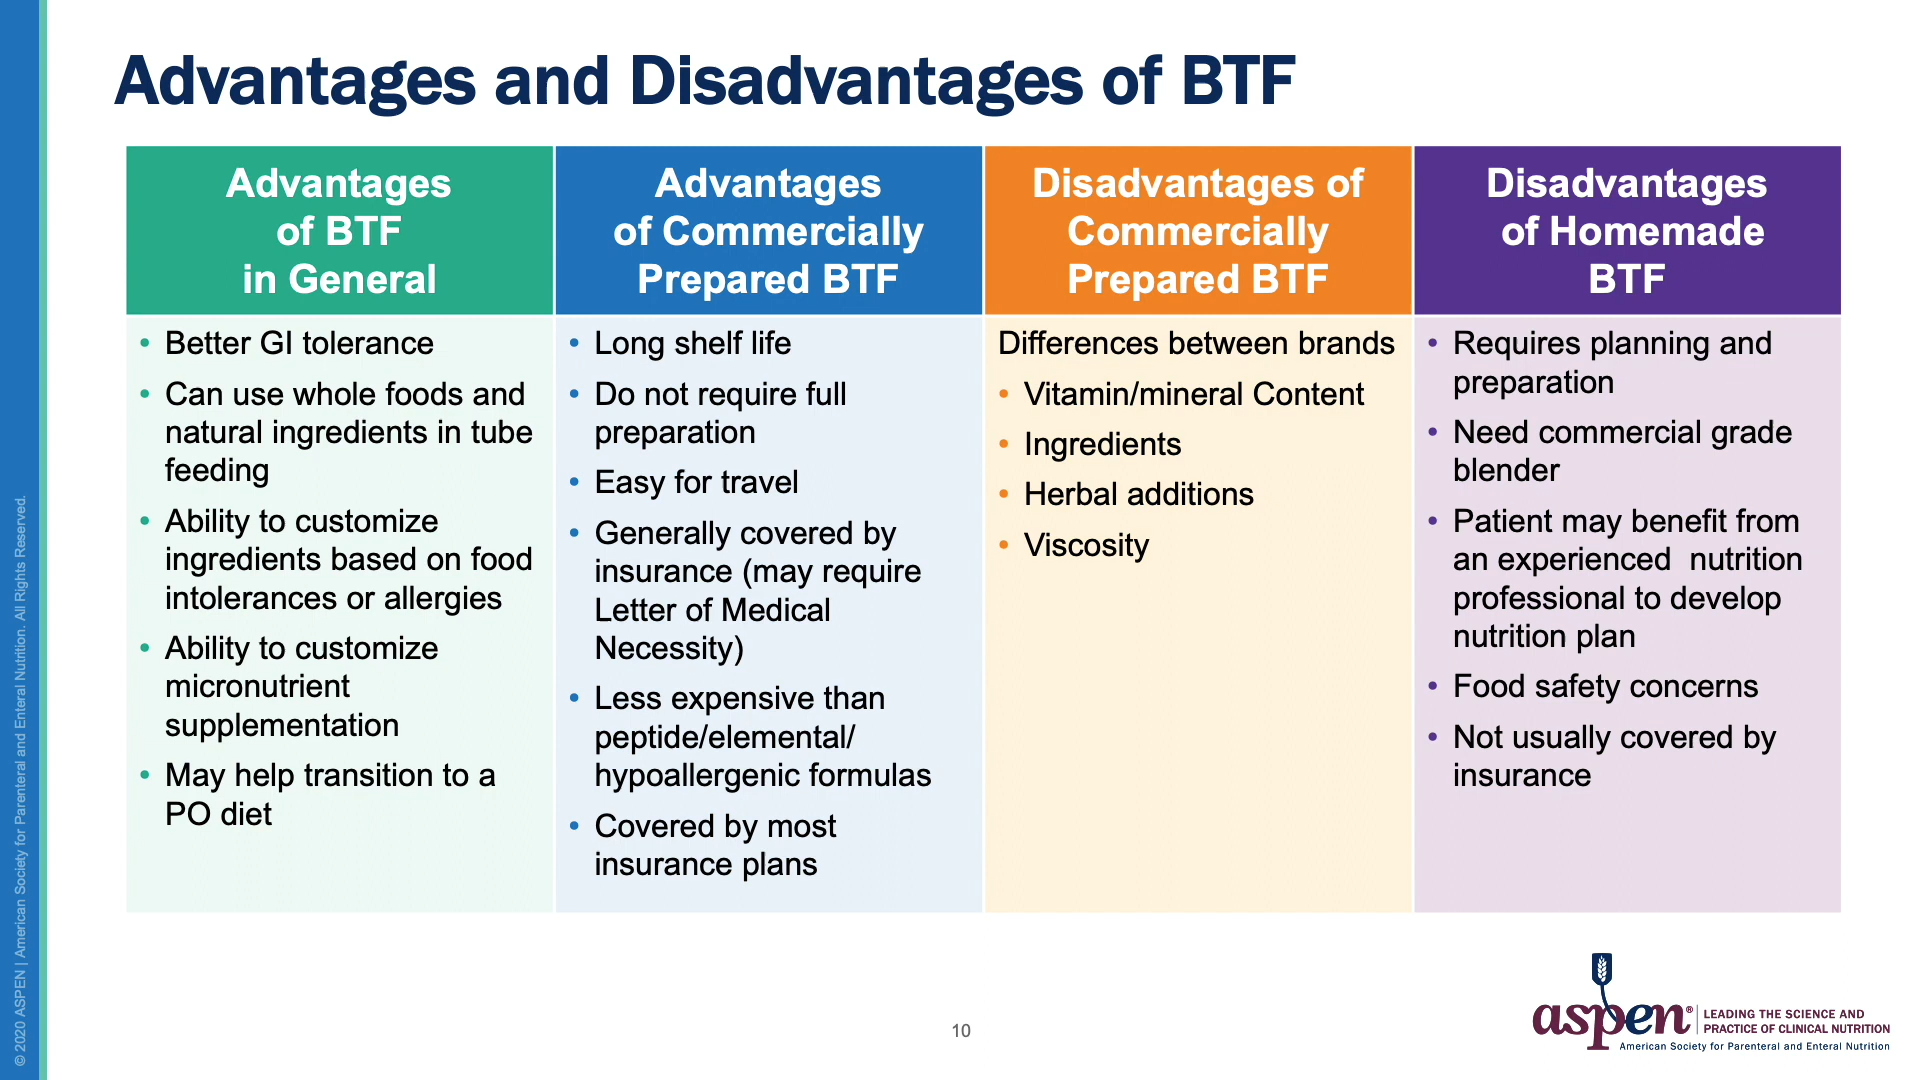 Advantages and Disadvantages of BTF
Advantages
of BTF
in General
• Better GI tolerance
• Can use whole foods and
natural ingredients in tube
feeding
• Ability to customize
ingredients based on food
intolerances or allergies
• Ability to customize
micronutrient
supplementation
• May help transition to a
PO diet
Advantages
of Commercially
Prepared BTF
• Long shelf life
• Do not require full
preparation
• Easy for travel
• Generally covered by
insurance (may require
Letter of Medical
Necessity)
• Less expensive than
peptide/elemental/
hypoallergenic formulas
• Covered by most
insurance plans
Disadvantages of
Commercially
Prepared BTF
Differences between brands
• Vitamin/mineral Content
• Ingredients
• Herbal additions
• Viscosity
Disadvantages
of Homemade
BTF
• Requires planning and
preparation
• Need commercial grade
blender
• Patient may benefit from
an experienced  nutrition
professional to develop
nutrition plan
• Food safety concerns
• Not usually covered by
insurance
© 2020 ASPEN | American Society for Parenteral and Enteral Nutrition. All Rights Reserved.
10
aspen®
LEADING THE SCIENCE AND
PRACTICE OF CLINICAL NUTRITION
American Society for Parenteral and Enteral Nutrition